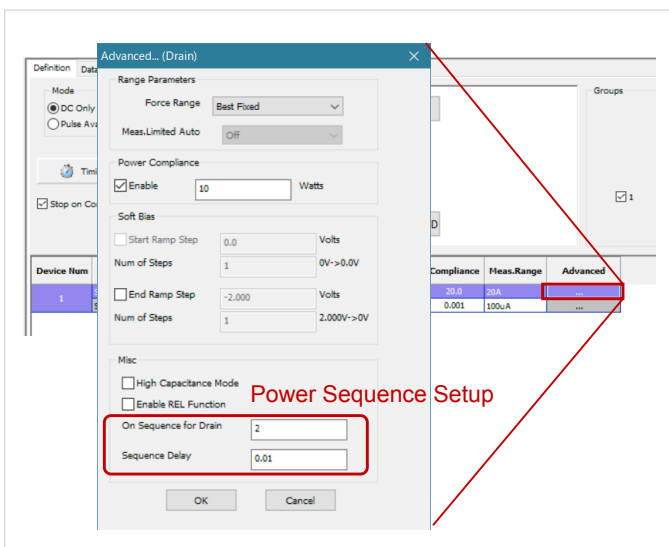 Advanced... (Drain)
Definition Data
Range Parameters
Mode
Force Range Best Fixed
Groups
DC Only
Pulse Ava
Meas.Limited Auto Off
Power Compliance
Timi
Enable 10 Watts
Stop on Co
1
Soft Bias
Start Ramp Step 0.0 Volts
D
Num of Steps 1 0V->0.0V
Device Num Compliance Meas.Range Advanced
End Ramp Step -2.000 Volts
1 20.0 20A ...
0.001 100uA ...
Num of Steps 1 2.000V->0V
Misc
High Capacitance Mode
Power Sequence Setup
Enable REL Function
On Sequence for Drain 2
Sequence Delay 0.01
OK Cancel